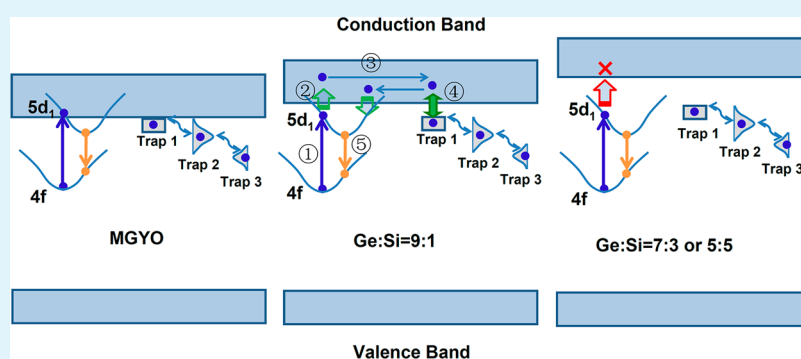 Conduction Band
5d1
Trap 1
Trap 2
Trap 3
4f
MGYO
③
②
④
5d1
Trap 1
①
⑤
Trap 2
Trap 3
4f
Ge:Si=9:1
5d1
Trap 1
Trap 2
Trap 3
4f
Ge:Si=7:3 or 5:5
Valence Band